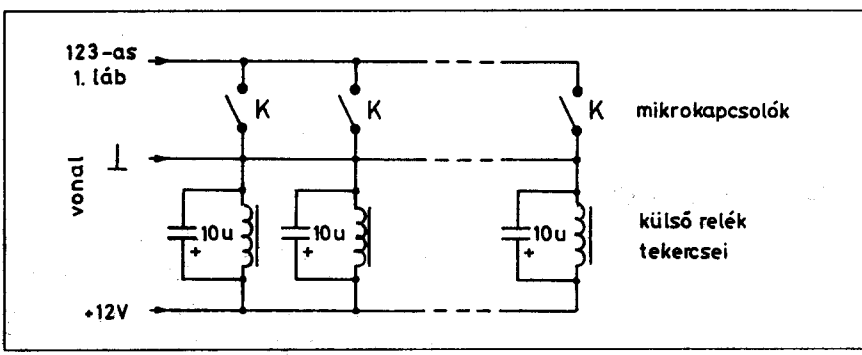 123-as
1. láb
K
K
K
mikrokapcsolók
⊥
vonal
10u
+
10u
+
10u
+
külső relék
tekercsei
+12V